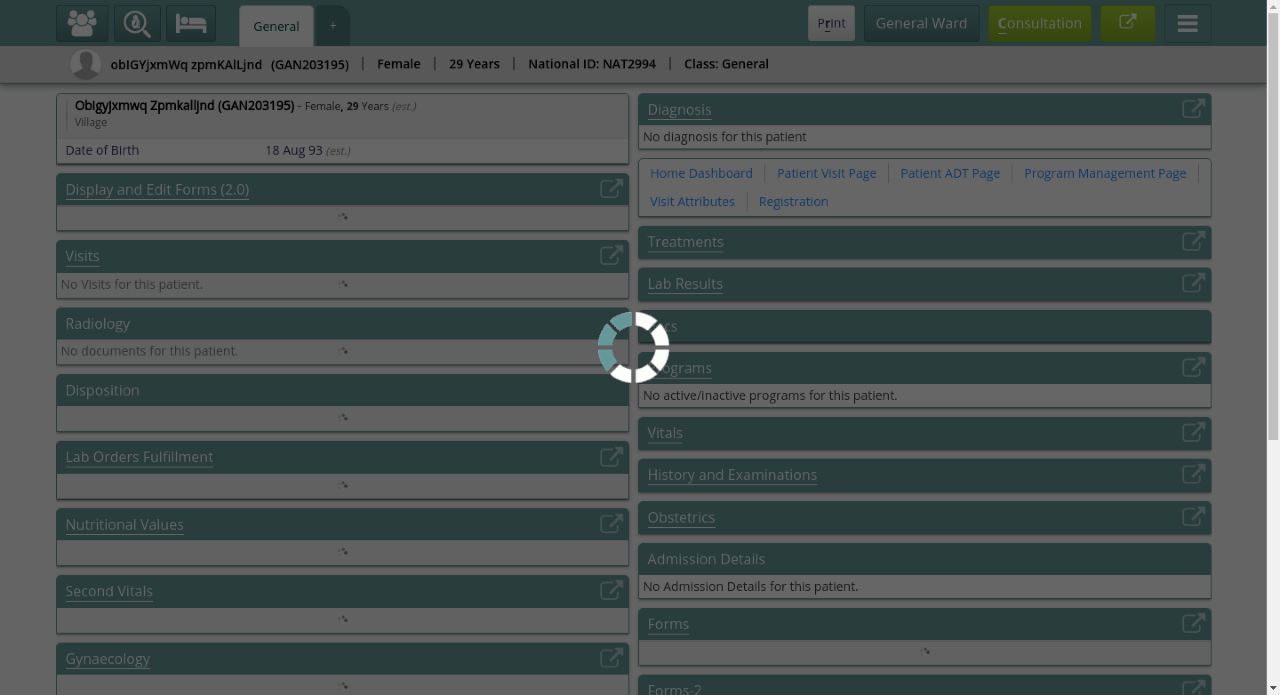 General
+
Print
General Ward
Consultation
obIGYjxmWq zpmKAlLjnd (GAN203195) | Female | 29 Years | National ID: NAT2994 | Class: General
Obigyjxmwq Zpmkalljnd (GAN203195) - Female, 29 Years (est.)
Village
Date of Birth 18 Aug 93 (est.)
Display and Edit Forms (2.0)
Visits
No Visits for this patient.
Radiology
No documents for this patient.
Disposition
Lab Orders Fulfillment
Nutritional Values
Second Vitals
Gynaecology
Diagnosis
No diagnosis for this patient
Home Dashboard | Patient Visit Page | Patient ADT Page | Program Management Page |
Visit Attributes | Registration
Treatments
Lab Results
Programs
No active/inactive programs for this patient.
Vitals
History and Examinations
Obstetrics
Admission Details
No Admission Details for this patient.
Forms
Forms-2